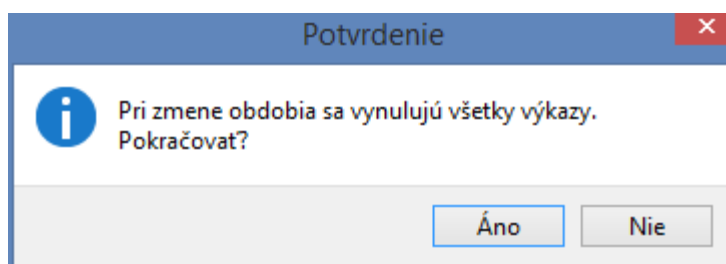 Potvrdenie
Pri zmene obdobia sa vynulujú všetky výkazy.
Pokračovať?
Áno
Nie